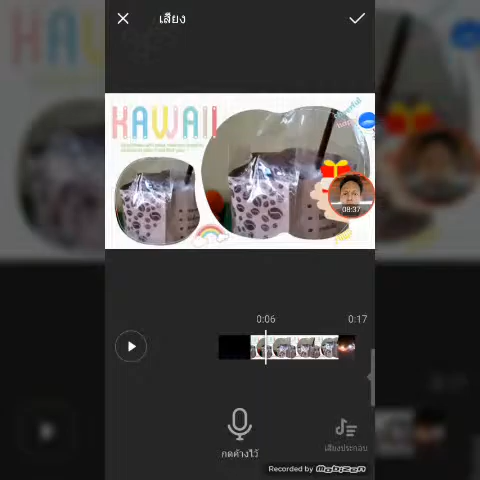 เสียง
KAWAII
colorful
08:37
0:06
0:17
กดค้างไว้
เสียงประกอบ
Recorded by Mobizen